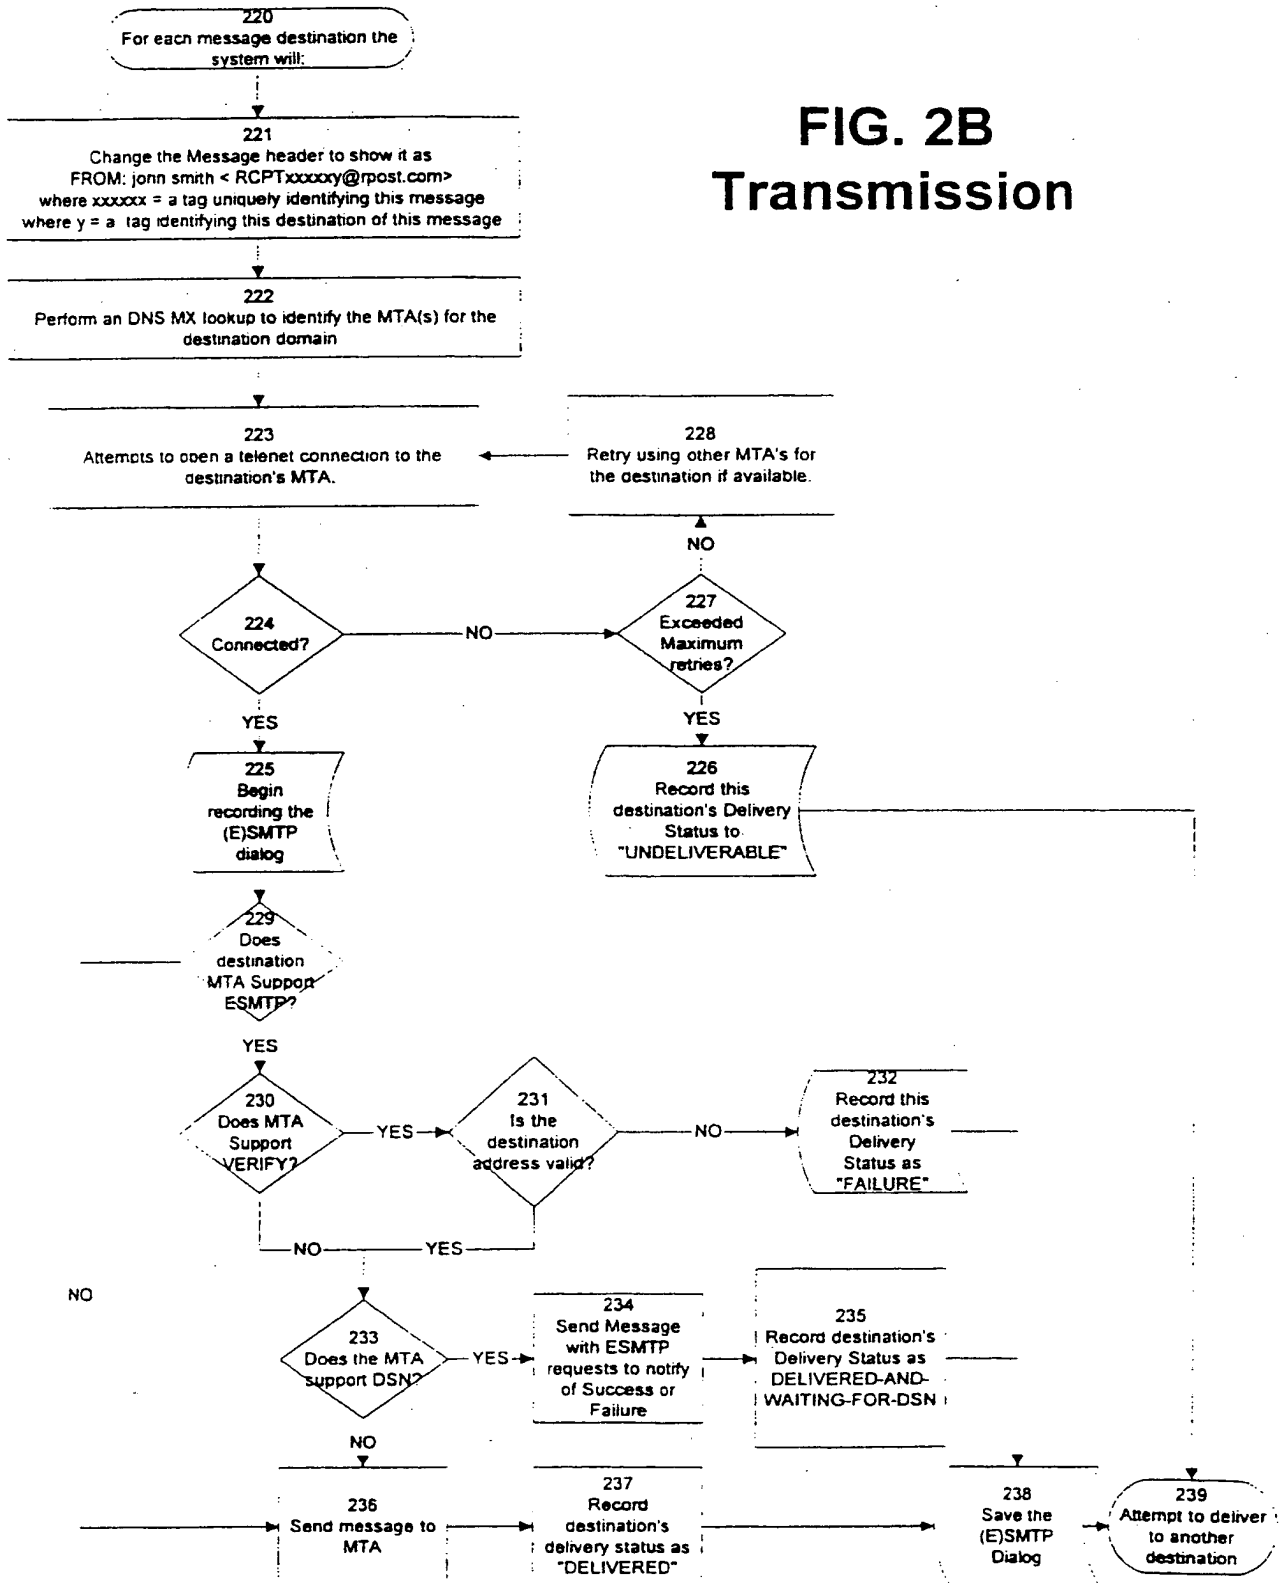 220
For each message destination the
system will:
FIG. 2B
Transmission
221
Change the Message header to show it as
FROM: jonn smith < RCPTxxxxxy@rpost.com>
where xxxxxx = a tag uniquely identifying this message
where y = a tag identifying this destination of this message
222
Perform an DNS MX lookup to identify the MTA(s) for the
destination domain
223
Attempts to open a telenet connection to the
destination's MTA.
228
Retry using other MTA's for
the destination if available.
NO
224
Connected?
NO
227
Exceeded
Maximum
retries?
YES
YES
225
Begin
recording the
(E)SMTP
dialog
226
Record this
destination's Delivery
Status to
"UNDELIVERABLE"
229
Does
destination
MTA Support
ESMTP?
YES
230
Does MTA
Support
VERIFY?
YES
231
Is the
destination
address valid?
NO
232
Record this
destination's
Delivery
Status as
"FAILURE"
NO
YES
NO
233
Does the MTA
support DSN?
YES
234
Send Message
with ESMTP
requests to notify
of Success or
Failure
235
Record destination's
Delivery Status as
DELIVERED-AND-
WAITING-FOR-DSN
NO
236
Send message to
MTA
237
Record
destination's
delivery status as
"DELIVERED"
238
Save the
(E)SMTP
Dialog
239
Attempt to deliver
to another
destination